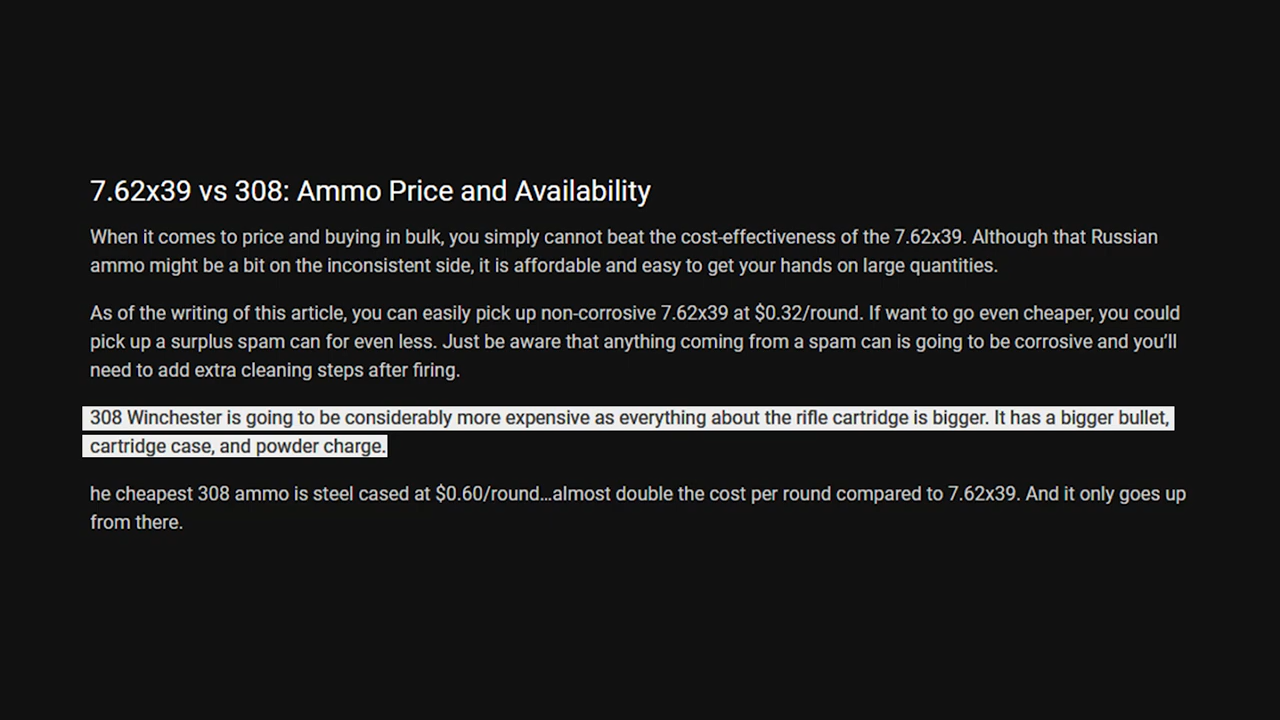 7.62x39 vs 308: Ammo Price and Availability
When it comes to price and buying in bulk, you simply cannot beat the cost-effectiveness of the 7.62x39. Although that Russian
ammo might be a bit on the inconsistent side, it is affordable and easy to get your hands on large quantities.
As of the writing of this article, you can easily pick up non-corrosive 7.62x39 at $0.32/round. If want to go even cheaper, you could
pick up a surplus spam can for even less. Just be aware that anything coming from a spam can is going to be corrosive and you’ll
need to add extra cleaning steps after firing.
308 Winchester is going to be considerably more expensive as everything about the rifle cartridge is bigger. It has a bigger bullet,
cartridge case, and powder charge.
he cheapest 308 ammo is steel cased at $0.60/round…almost double the cost per round compared to 7.62x39. And it only goes up
from there.